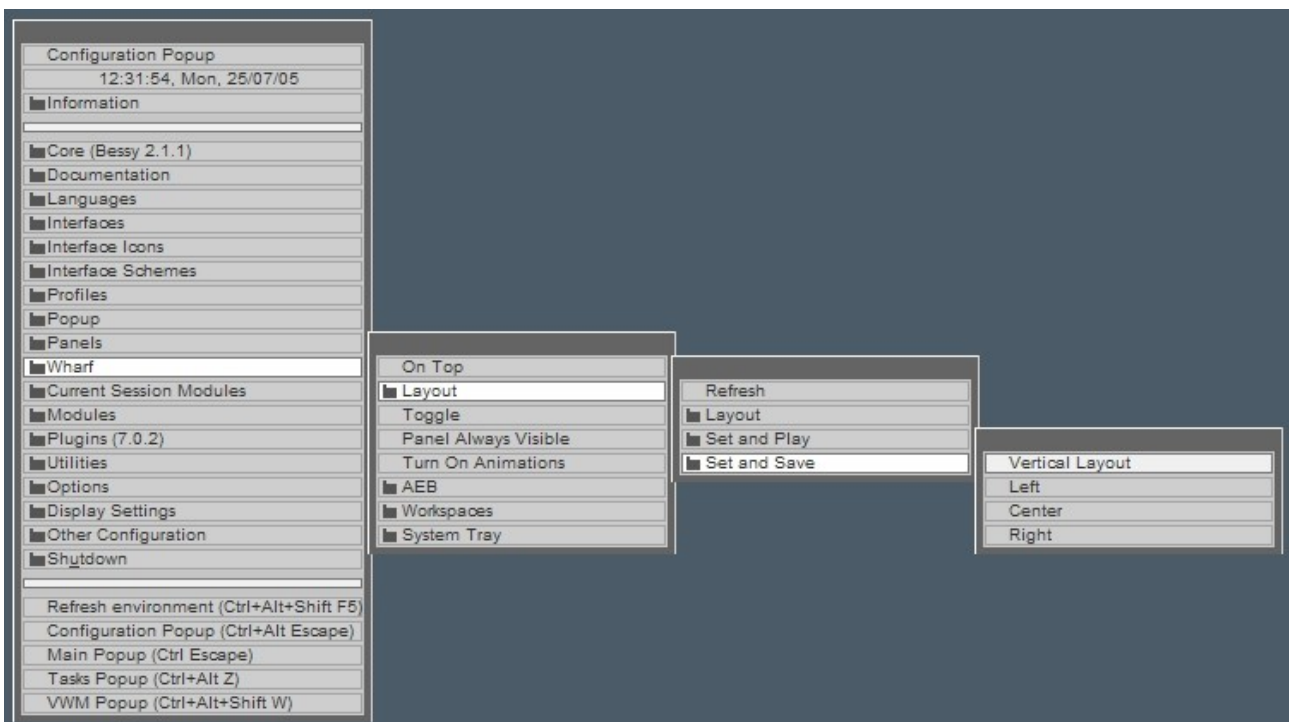 Configuration Popup
12:31:54, Mon, 25/07/05
Information
Core (Bessy 2.1.1)
Documentation
Languages
Interfaces
Interface Icons
Interface Schemes
Profiles
Popup
Panels
Wharf
Current Session Modules
Modules
Plugins (7.0.2)
Utilities
Options
Display Settings
Other Configuration
Shutdown
Refresh environment (Ctrl+Alt+Shift F5)
Configuration Popup (Ctrl+Alt Escape)
Main Popup (Ctrl Escape)
Tasks Popup (Ctrl+Alt Z)
VWM Popup (Ctrl+Alt+Shift W)
On Top
Layout
Toggle
Panel Always Visible
Turn On Animations
AEB
Workspaces
System Tray
Refresh
Layout
Set and Play
Set and Save
Vertical Layout
Left
Center
Right